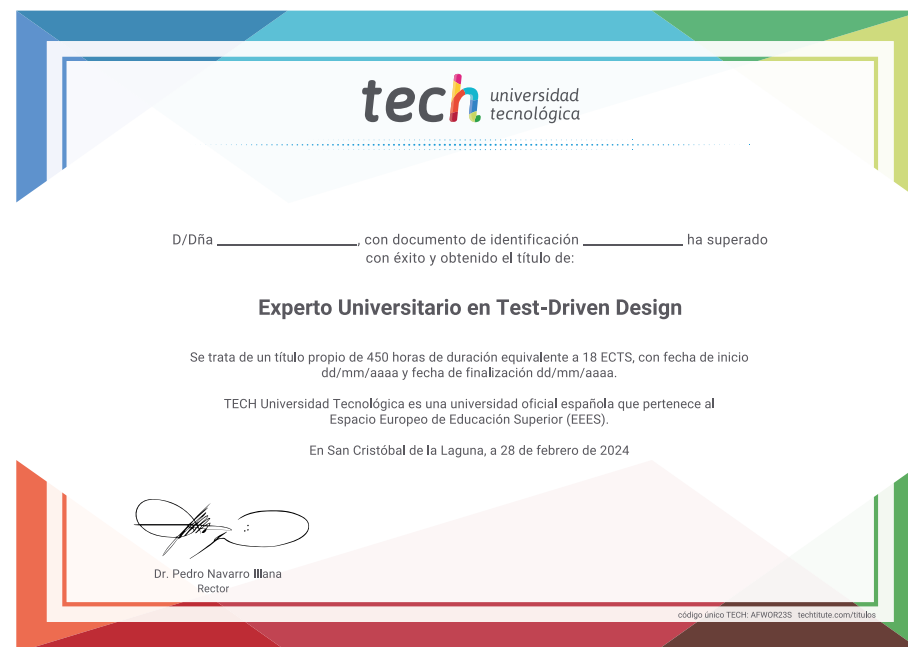 tech universidad
tecnológica
D/Dña ____________________, con documento de identificación ______________ ha superado
con éxito y obtenido el título de:
Experto Universitario en Test-Driven Design
Se trata de un título propio de 450 horas de duración equivalente a 18 ECTS, con fecha de inicio
dd/mm/aaaa y fecha de finalización dd/mm/aaaa.
TECH Universidad Tecnológica es una universidad oficial española que pertenece al
Espacio Europeo de Educación Superior (EEES).
En San Cristóbal de la Laguna, a 28 de febrero de 2024
Dr. Pedro Navarro Illana
Rector
código único TECH: AFWOR23S techtitute.com/titulos